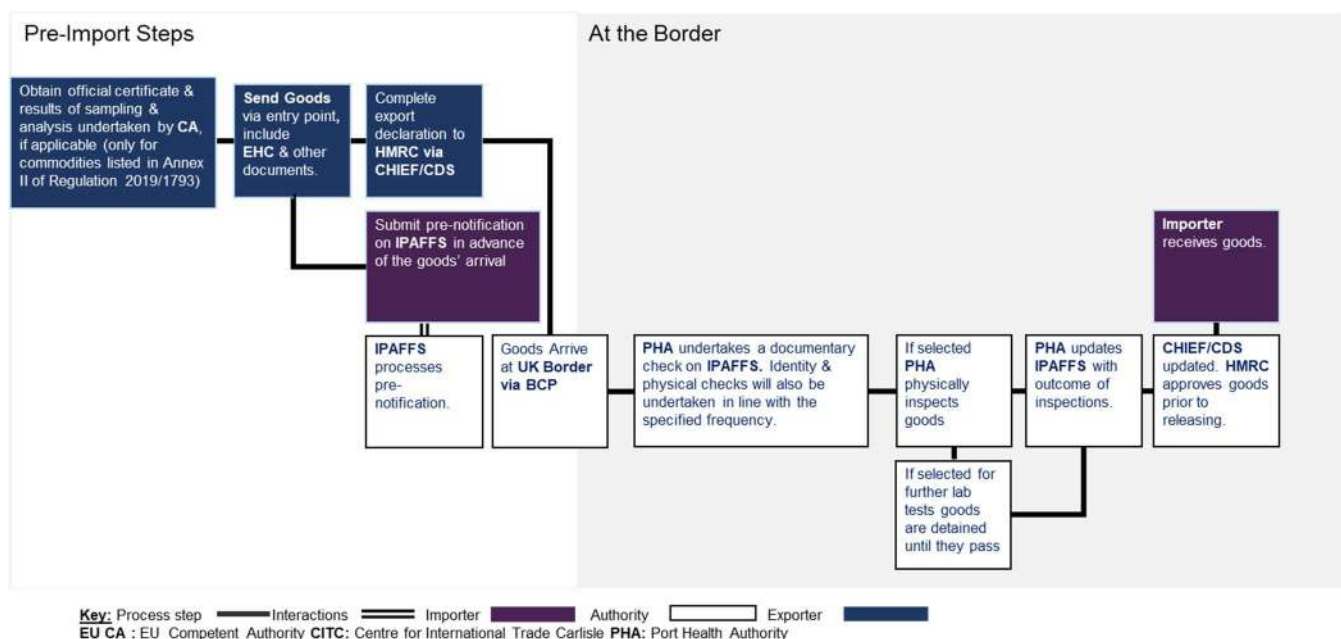 Pre-Import Steps
At the Border
Obtain official certificate &
results of sampling &
analysis undertaken by CA,
if applicable (only for
commodities listed in Annex
II of Regulation 2019/1793)
Send Goods
via entry point,
include
EHC & other
documents.
Complete
export
declaration to
HMRC via
CHIEF/CDS
Submit pre-notification
on IPAFFS in advance
of the goods' arrival
Importer
receives goods.
IPAFFS
processes
pre-
notification.
Goods Arrive
at UK Border
via BCP
PHA undertakes a documentary
check on IPAFFS. Identity &
physical checks will also be
undertaken in line with the
specified frequency.
If selected
PHA
physically
inspects
goods
PHA updates
IPAFFS with
outcome of
inspections.
CHIEF/CDS
updated. HMRC
approves goods
prior to
releasing.
If selected for
further lab
tests goods
are detained
until they pass
Key: Process step Interactions Importer Authority Exporter
EU CA : EU Competent Authority CITC: Centre for International Trade Carlisle PHA: Port Health Authority